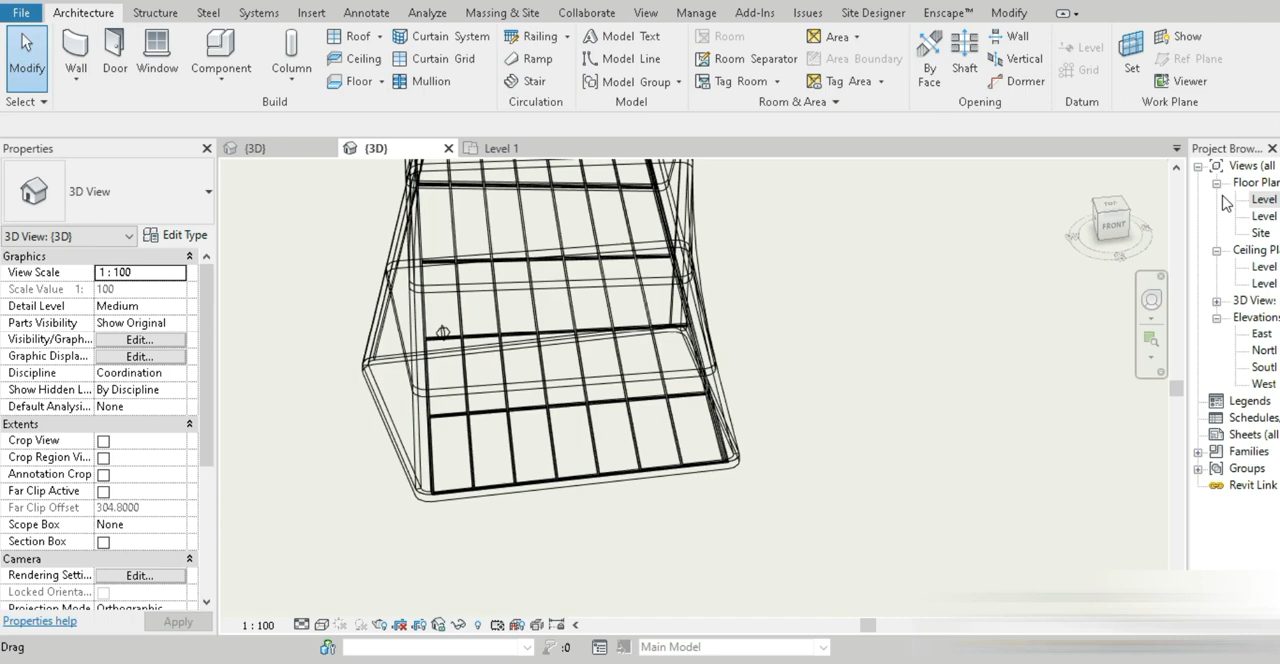 File Architecture Structure Steel Systems Insert Annotate Analyze Massing & Site Collaborate View Manage Add-Ins Issues Site Designer Enscape™ Modify
Modify Wall Door Window Component Column
Roof Curtain System
Ceiling Curtain Grid
Floor Mullion
Railing
Ramp
Stair
Model Text
Model Line
Model Group
Room
Room Separator
Tag Room
Area
Area Boundary
Tag Area
By Face
Shaft
Wall
Vertical
Dormer
Level
Grid
Set
Show
Ref Plane
Viewer
Select Build Circulation Model Room & Area Opening Datum Work Plane
Properties
3D View
3D View: {3D} Edit Type
Graphics
View Scale 1 : 100
Scale Value 1: 100
Detail Level Medium
Parts Visibility Show Original
Visibility/Graph... Edit...
Graphic Displa... Edit...
Discipline Coordination
Show Hidden L... By Discipline
Default Analysi... None
Extents
Crop View
Crop Region Vi...
Annotation Crop
Far Clip Active
Far Clip Offset 304.8000
Scope Box None
Section Box
Camera
Rendering Setti... Edit...
Locked Orienta...
Projection Mode Orthographic
Properties help Apply
{3D} {3D} Level 1
TOP
FRONT
Project Brow...
Views (all
Floor Plan
Level
Level
Site
Ceiling Pl
Level
Level
3D View:
Elevations
East
North
South
West
Legends
Schedules,
Sheets (all
Families
Groups
Revit Link
1 : 100
Drag :0 Main Model